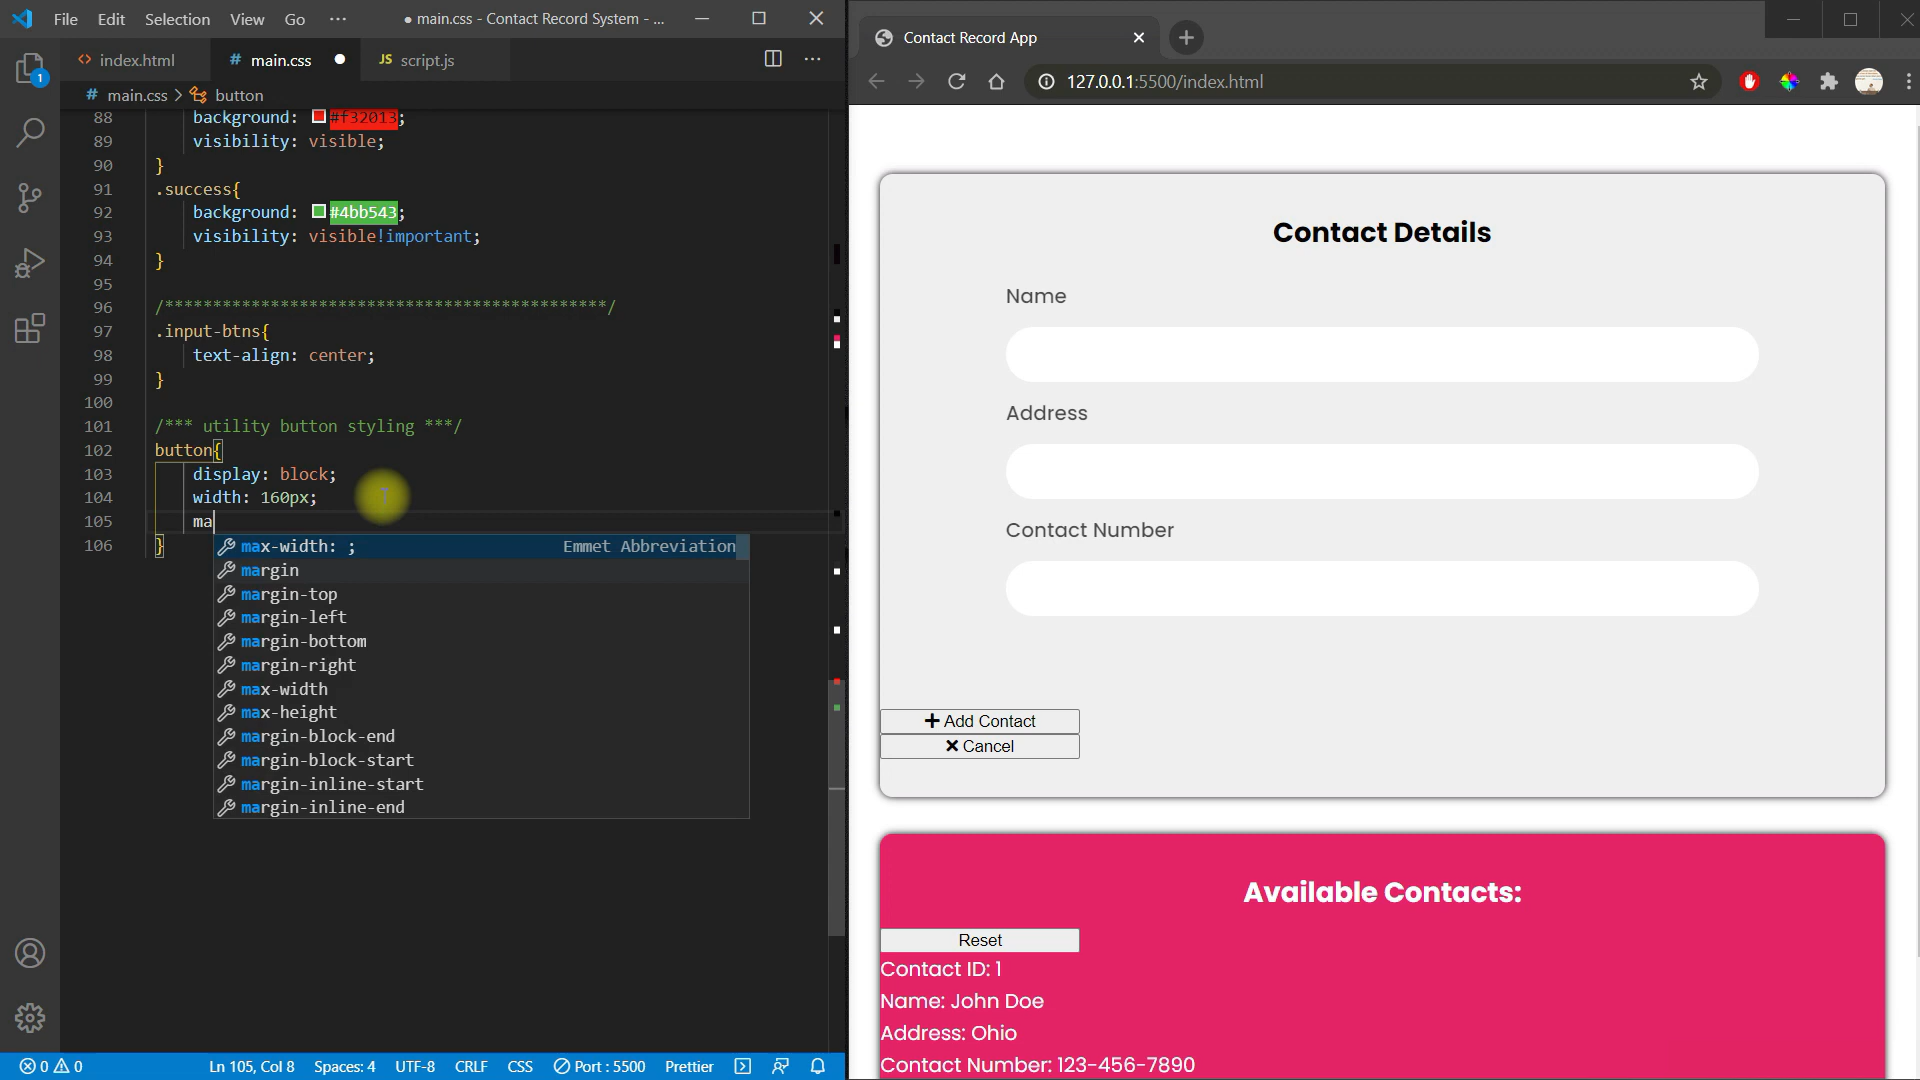 File Edit Selection View Go ··· ● main.css - Contact Record System - ...
index.html # main.css ● JS script.js ···
# main.css > button
88 background: #f32013;
89 visibility: visible;
90 }
91 .success{
92 background: #4bb543;
93 visibility: visible!important;
94 }
95
96 /**********************************************/
97 .input-btns{
98 text-align: center;
99 }
100
101 /*** utility button styling ***/
102 button{
103 display: block;
104 width: 160px;
105 ma
106 }
max-width: ; Emmet Abbreviation
margin
margin-top
margin-left
margin-bottom
margin-right
max-width
max-height
margin-block-end
margin-block-start
margin-inline-start
margin-inline-end
1
0 0 Ln 105, Col 8 Spaces: 4 UTF-8 CRLF CSS Port : 5500 Prettier
Contact Record App
127.0.0.1:5500/index.html
Contact Details
Name
Address
Contact Number
Add Contact
Cancel
Available Contacts:
Reset
Contact ID: 1
Name: John Doe
Address: Ohio
Contact Number: 123-456-7890